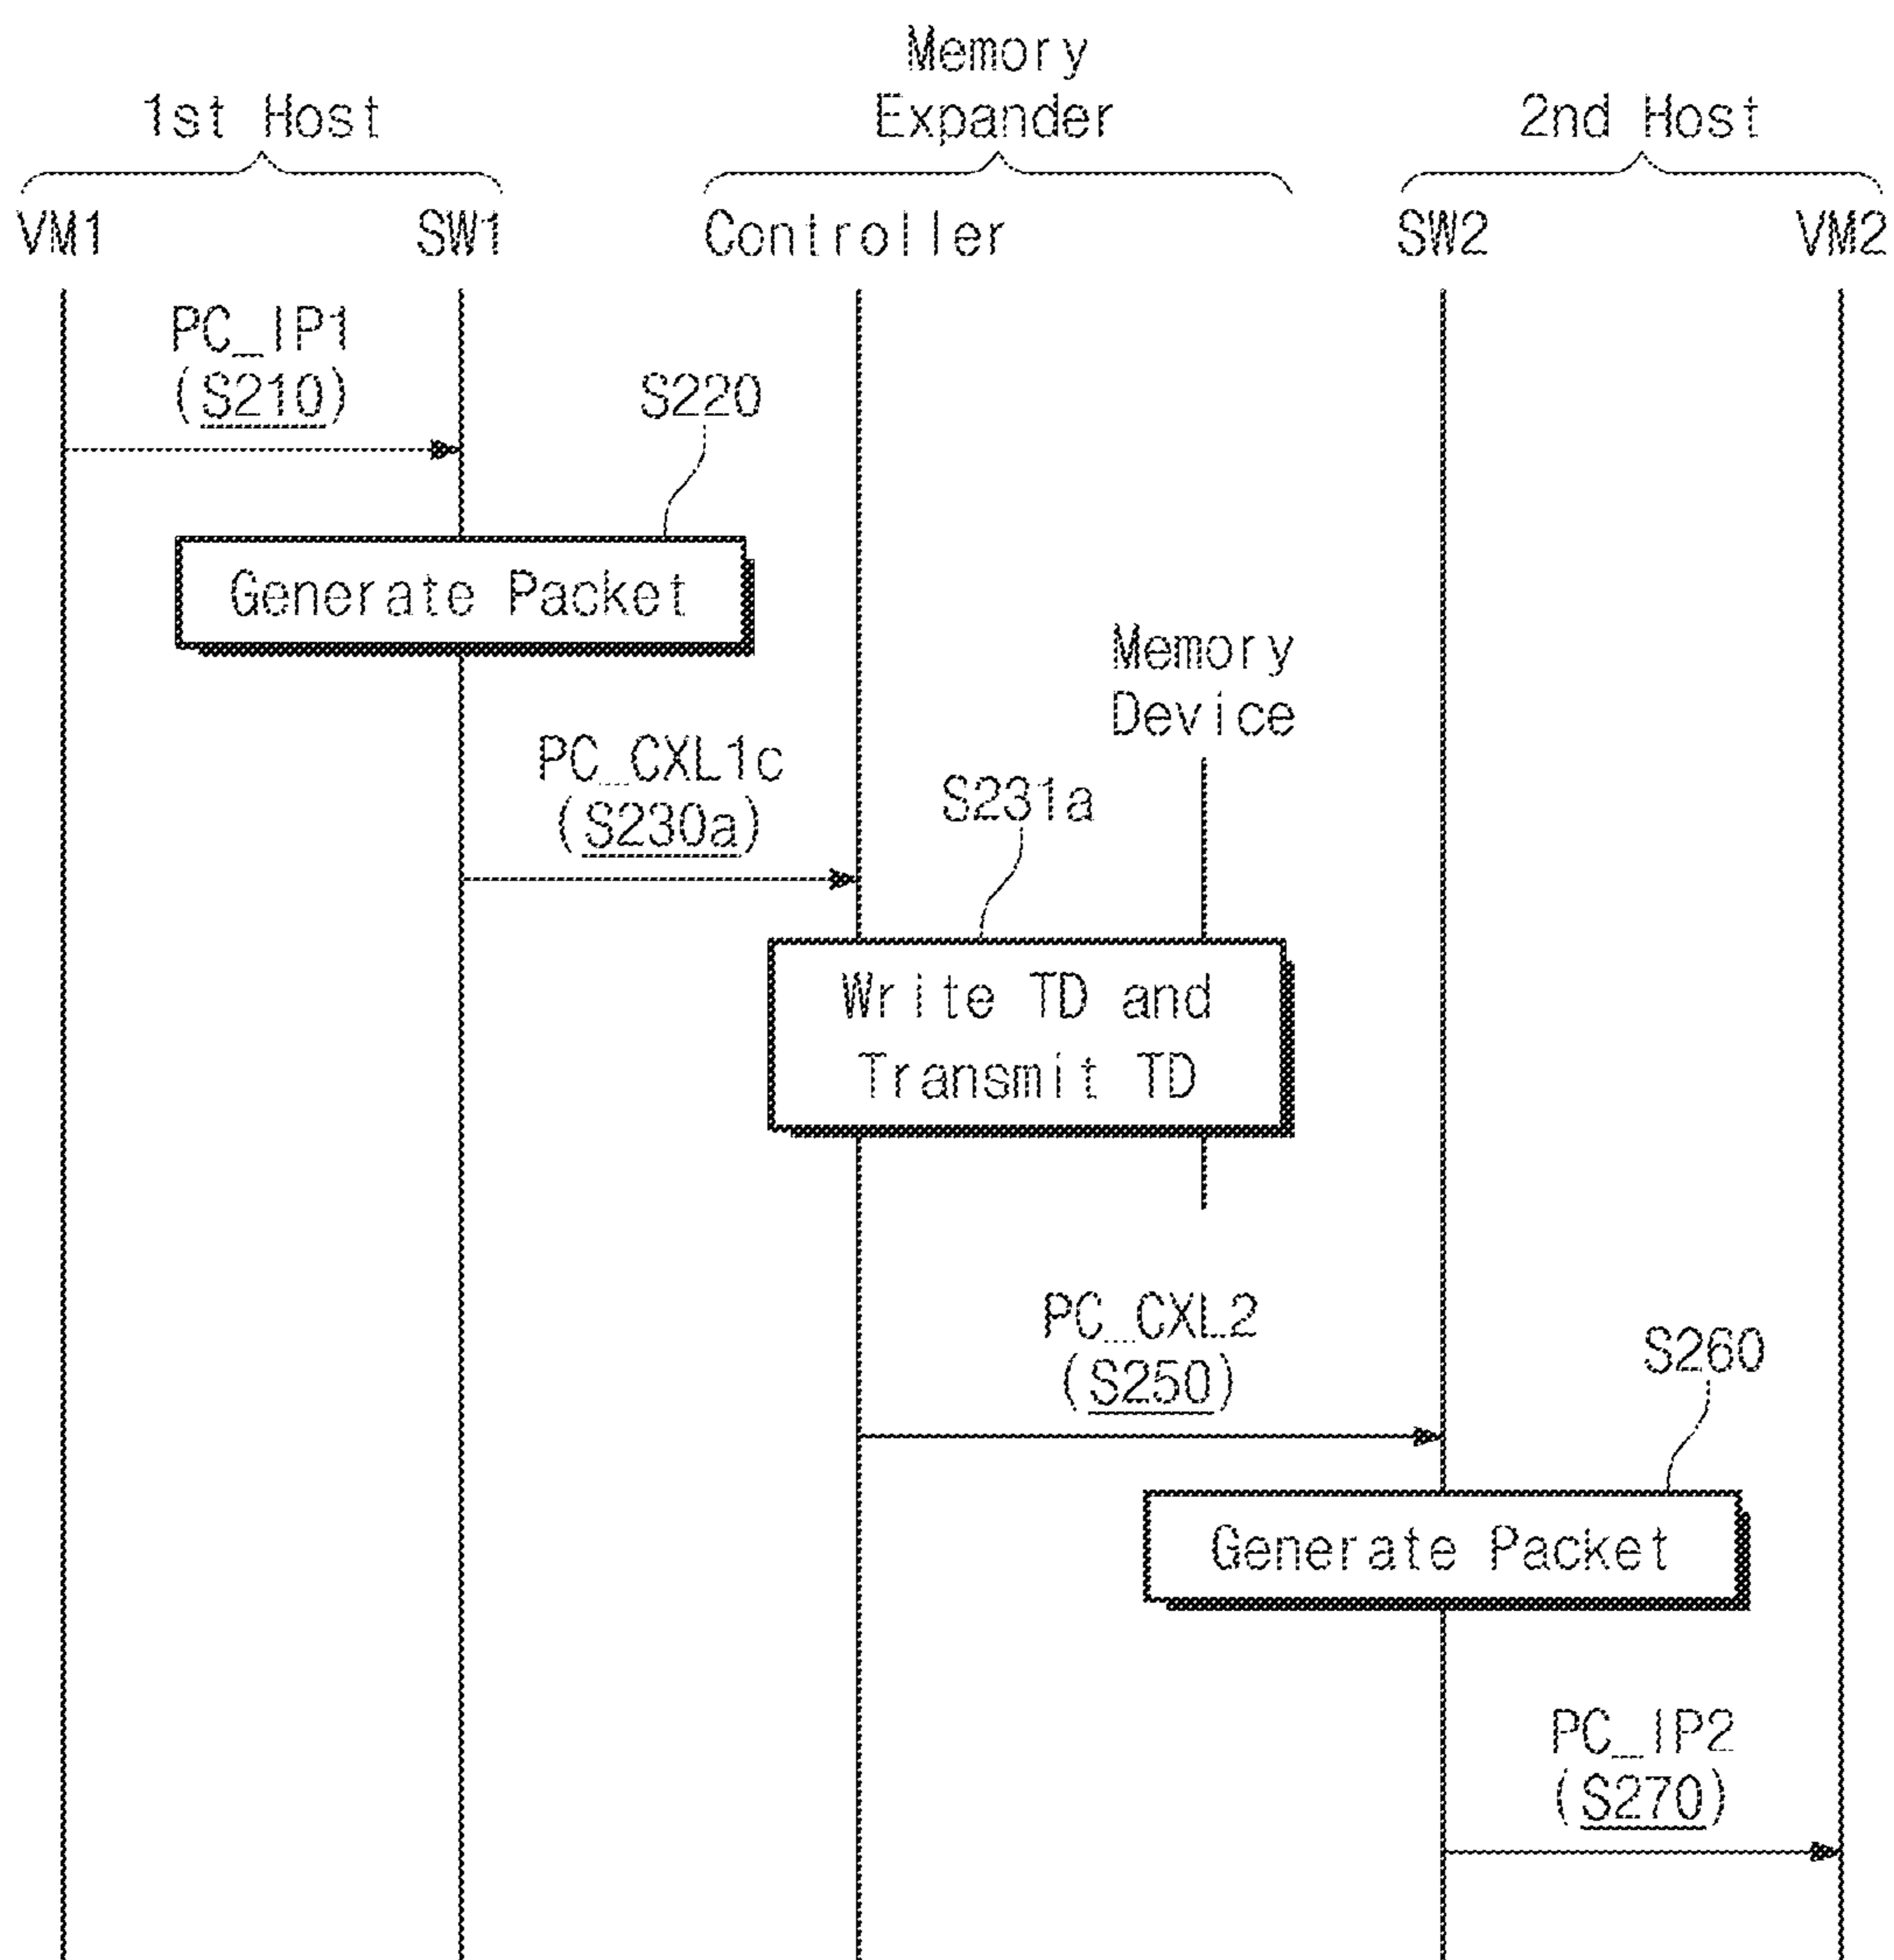 Memory
1st Host
Expander
2nd Host
VM1
SW1
Controller
SW2
VM2
PC_IP1
(S210)
S220
Generate Packet
Memory
Device
PC_CXL1c
(S230a)
S231a
Write TD and
Transmit TD
PC_CXL2
(S250)
S260
Generate Packet
PC_IP2
(S270)